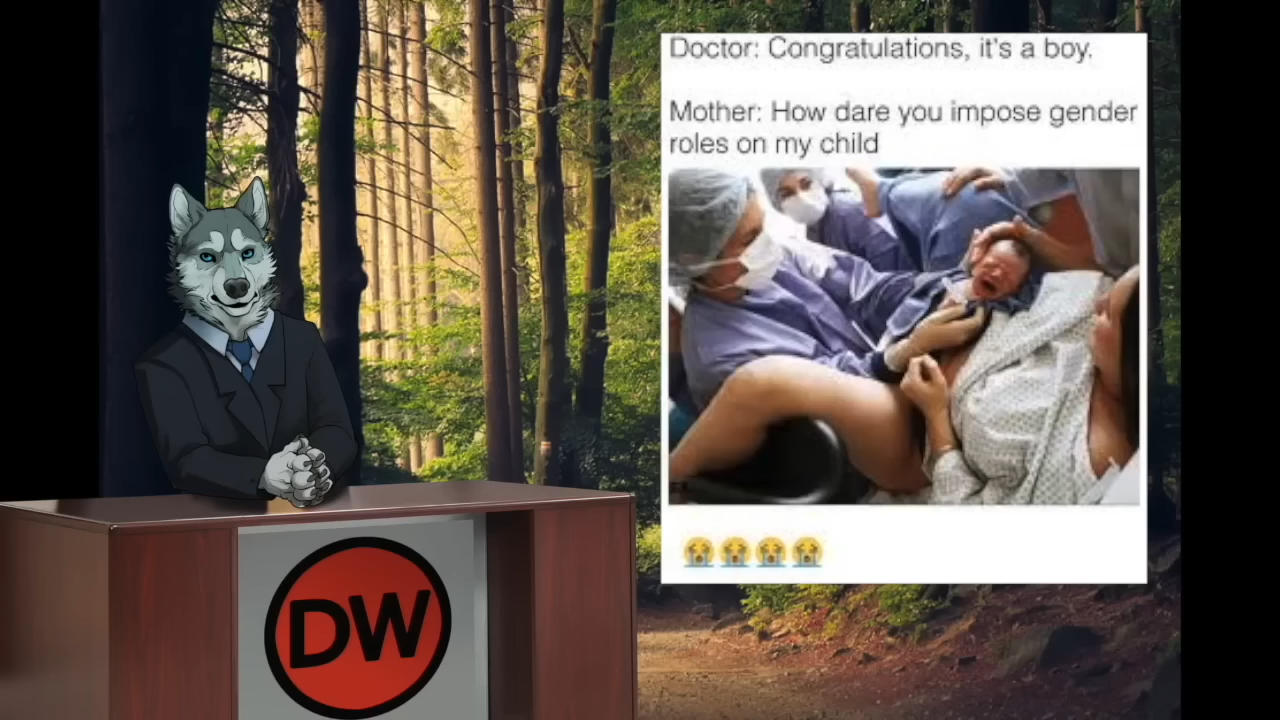 Doctor: Congratulations, it's a boy.
Mother: How dare you impose gender
roles on my child
😭😭😭😭
DW